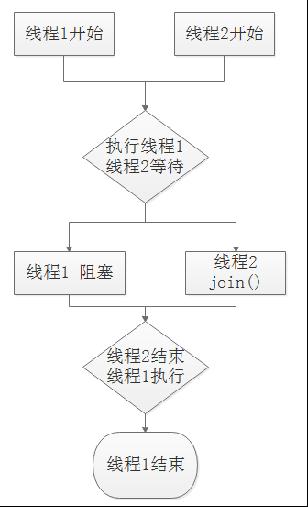 线程1开始
线程2开始
执行线程1
线程2等待
线程1 阻塞
线程2
join()
线程2结束
线程1执行
线程1结束